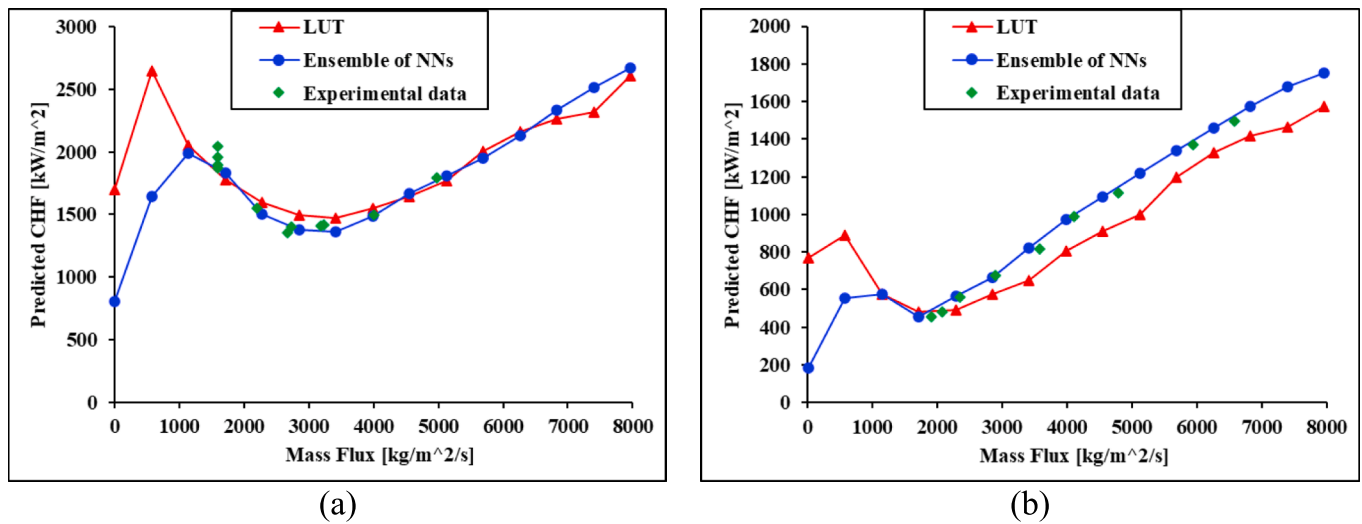 3000
2500
2000
1500
1000
500
0
Predicted CHF [kW/m^2]
LUT
Ensemble of NNs
Experimental data
0 1000 2000 3000 4000 5000 6000 7000 8000
Mass Flux [kg/m^2/s]
(a)
2000
1800
1600
1400
1200
1000
800
600
400
200
0
Predicted CHF [kW/m^2]
LUT
Ensemble of NNs
Experimental data
0 1000 2000 3000 4000 5000 6000 7000 8000
Mass Flux [kg/m^2/s]
(b)